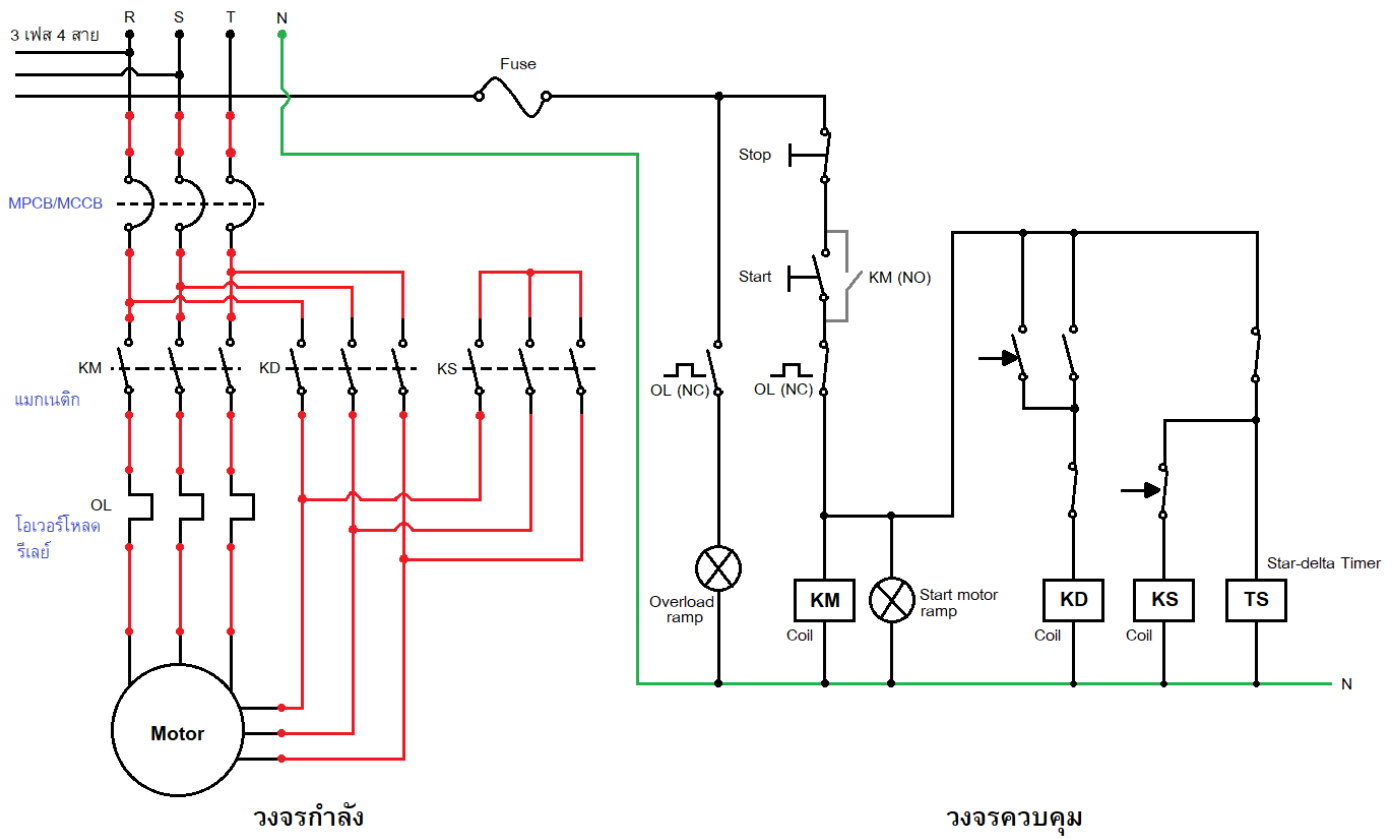 R S T N
3 เฟส 4 สาย
Fuse
Stop
MPCB/MCCB
Start
KM (NO)
KM
KD
KS
OL (NC)
OL (NC)
แมกเนติก
OL
โอเวอร์โหลด
รีเลย์
Star-delta Timer
Overload
ramp
KM
Start motor
ramp
KD
KS
TS
Coil
Coil
Coil
N
Motor
วงจรกำลัง
วงจรควบคุม